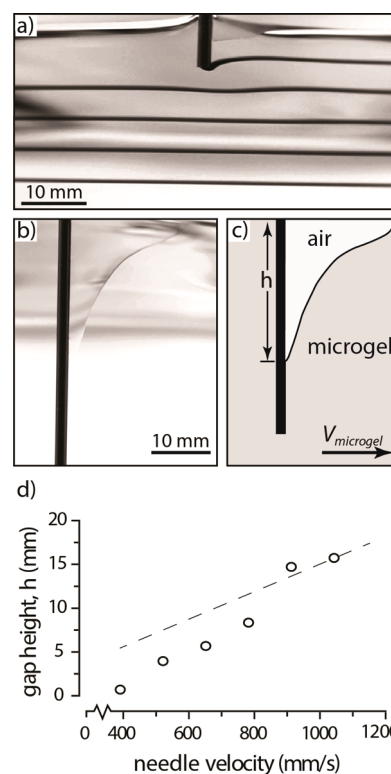 a)
10 mm
b)
10 mm
c)
air
h
microgel
Vmicrogel
d)
gap height, h (mm)
20
15
10
5
0
0 400 600 800 1000 1200
needle velocity (mm/s)